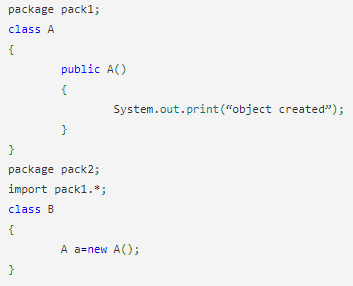 package pack1;
class A
{
public A()
{
System.out.print(“object created”);
}
}
package pack2;
import pack1.*;
class B
{
A a=new A();
}